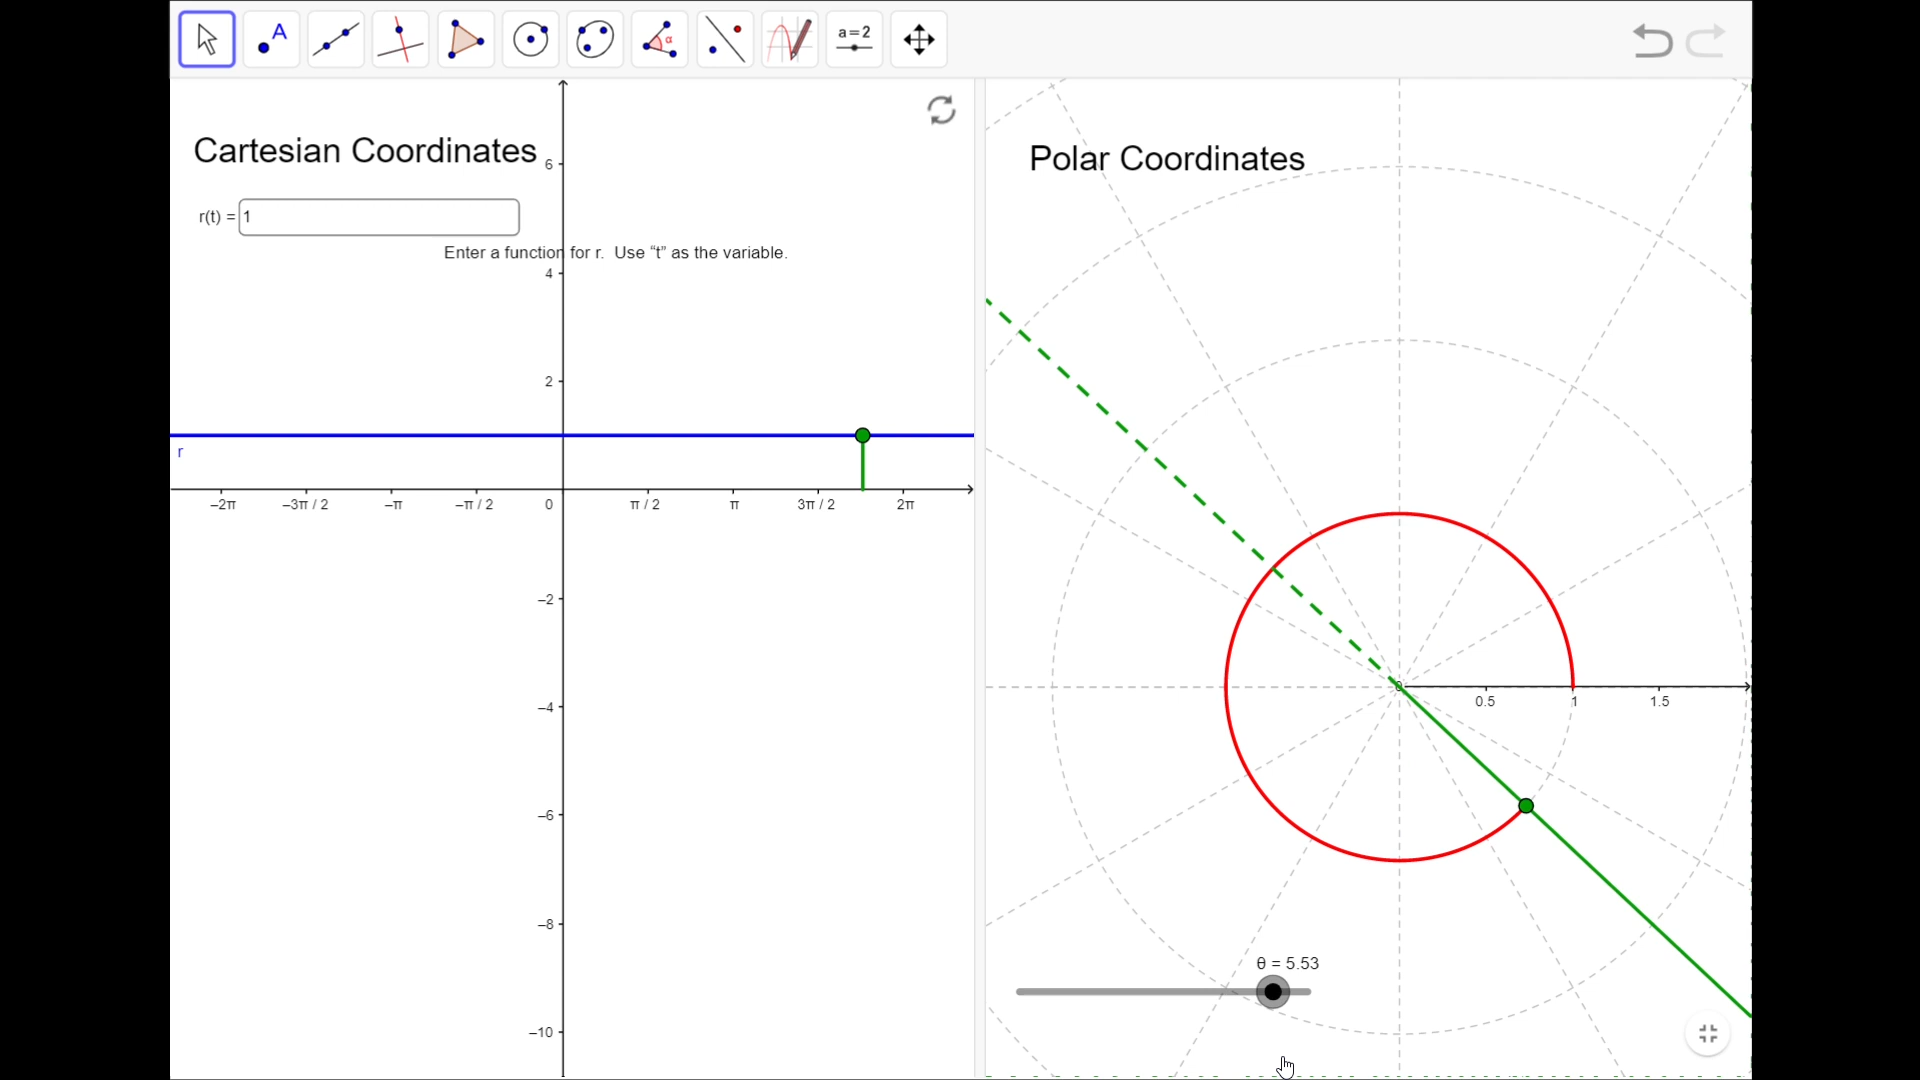 A
α
a=2
Cartesian Coordinates
r(t) = 1
Enter a function for r.  Use “t” as the variable.
6
4
2
r
–2π
–3π / 2
–π
–π / 2
0
π / 2
π
3π / 2
2π
–2
–4
–6
–8
–10
Polar Coordinates
0
0.5
1
1.5
θ = 5.53